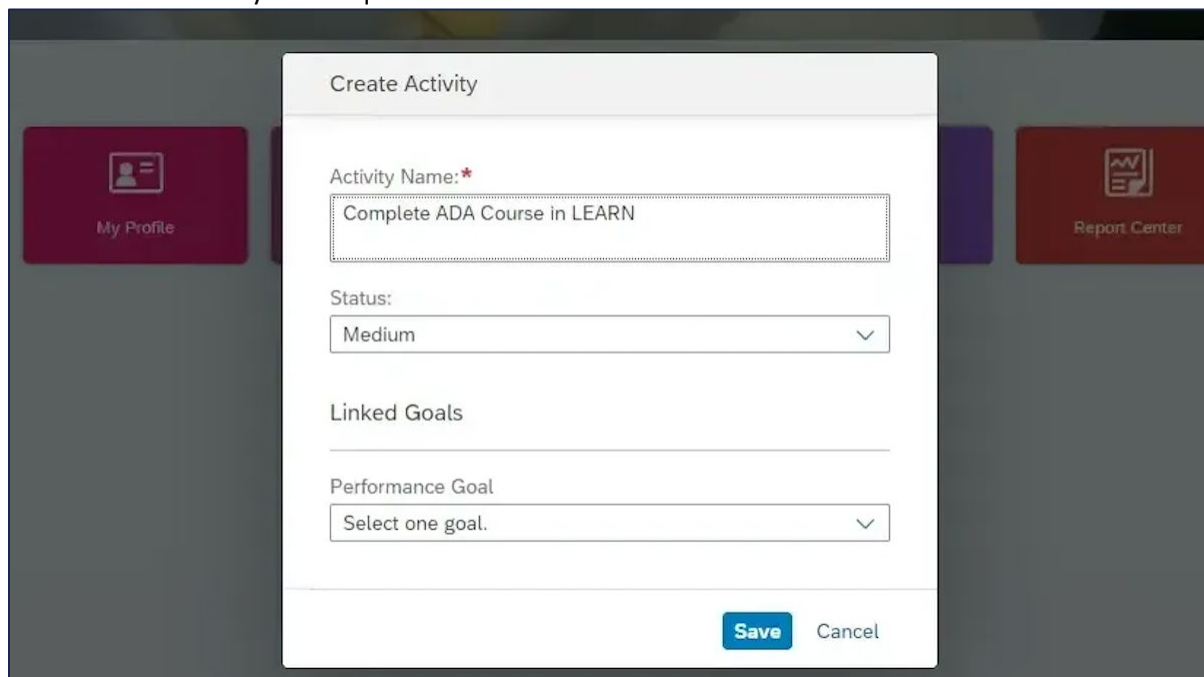 Create Activity
Activity Name:*
Complete ADA Course in LEARN
My Profile
Report Center
Status:
Medium
Linked Goals
Performance Goal
Select one goal.
Save Cancel